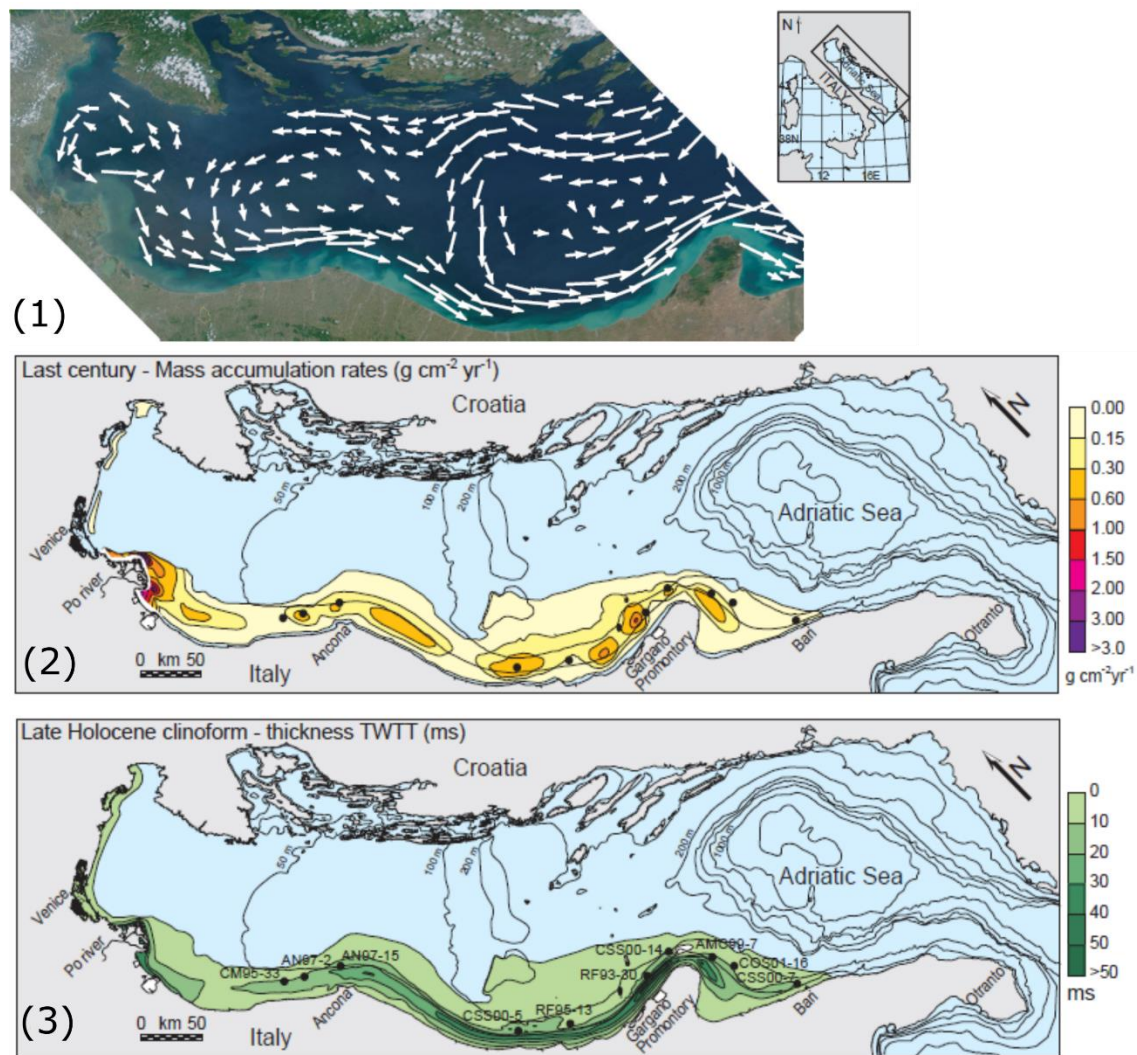 N
Adriatic Sea
ITALY
38N
12
16E
(1)
Last century - Mass accumulation rates (g cm-2 yr-1)
Croatia
N
50 m
100 m
200 m
200 m
1000 m
Adriatic Sea
Venice
Po river
Ancona
Gargano
Promontory
Bari
Otranto
0 km 50
Italy
(2)
0.00
0.15
0.30
0.60
1.00
1.50
2.00
3.00
>3.0
g cm-2yr-1
Late Holocene clinoform - thickness TWTT (ms)
Croatia
N
50 m
100 m
200 m
200 m
1000 m
Adriatic Sea
Venice
Po river
CM95-33
AN97-2
AN97-15
CSS00-14
AMC99-7
RF93-30
COS01-16
CSS00-7
CSS00-5
RF95-13
Ancona
Gargano
Promontory
Bari
Otranto
0 km 50
Italy
(3)
0
10
20
30
40
50
>50
ms